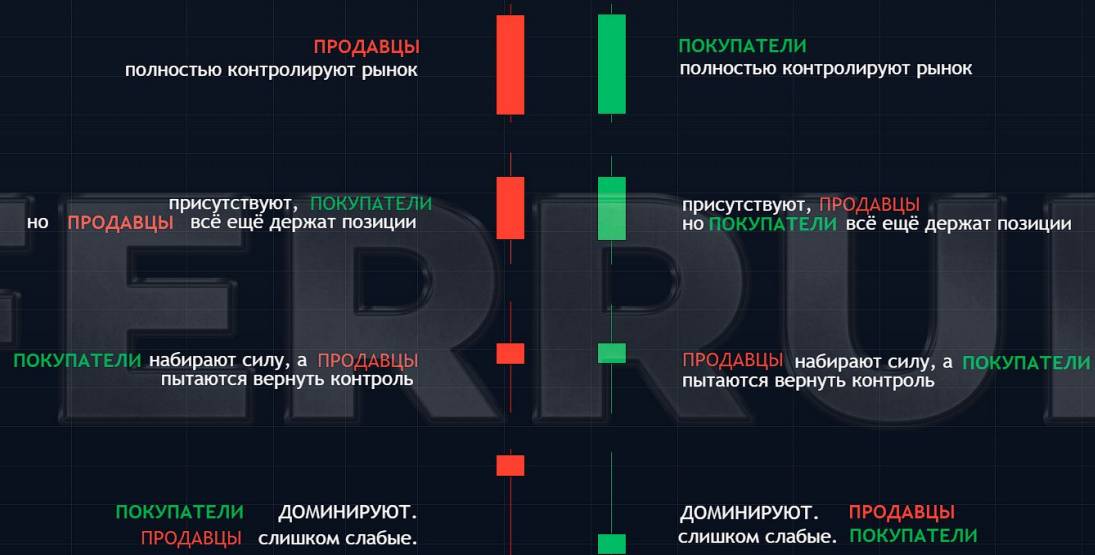 ПРОДАВЦЫ
полностью контролируют рынок
ПОКУПАТЕЛИ
полностью контролируют рынок
присутствуют, ПОКУПАТЕЛИ
но ПРОДАВЦЫ всё ещё держат позиции
присутствуют, ПРОДАВЦЫ
но ПОКУПАТЕЛИ всё ещё держат позиции
ПОКУПАТЕЛИ набирают силу, а ПРОДАВЦЫ
пытаются вернуть контроль
ПРОДАВЦЫ набирают силу, а ПОКУПАТЕЛИ
пытаются вернуть контроль
ПОКУПАТЕЛИ ДОМИНИРУЮТ.
ПРОДАВЦЫ слишком слабые.
ДОМИНИРУЮТ. ПРОДАВЦЫ
слишком слабые. ПОКУПАТЕЛИ